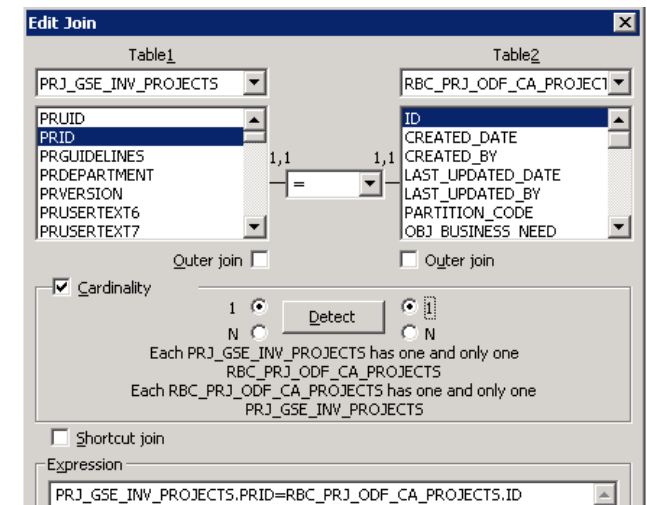 Edit Join
Table1 Table2
PRJ_GSE_INV_PROJECTS RBC_PRJ_ODF_CA_PROJECT
PRUID ID
PRID CREATED_DATE
PRGUIDELINES 1,1 1,1 CREATED_BY
PRDEPARTMENT = LAST_UPDATED_DATE
PRVERSION LAST_UPDATED_BY
PRUSERTEXT6 PARTITION_CODE
PRUSERTEXT7 OBJ_BUSINESS_NEED
Outer join Outer join
Cardinality
1 Detect 1
N N
Each PRJ_GSE_INV_PROJECTS has one and only one
RBC_PRJ_ODF_CA_PROJECTS
Each RBC_PRJ_ODF_CA_PROJECTS has one and only one
PRJ_GSE_INV_PROJECTS
Shortcut join
Expression
PRJ_GSE_INV_PROJECTS.PRID=RBC_PRJ_ODF_CA_PROJECTS.ID